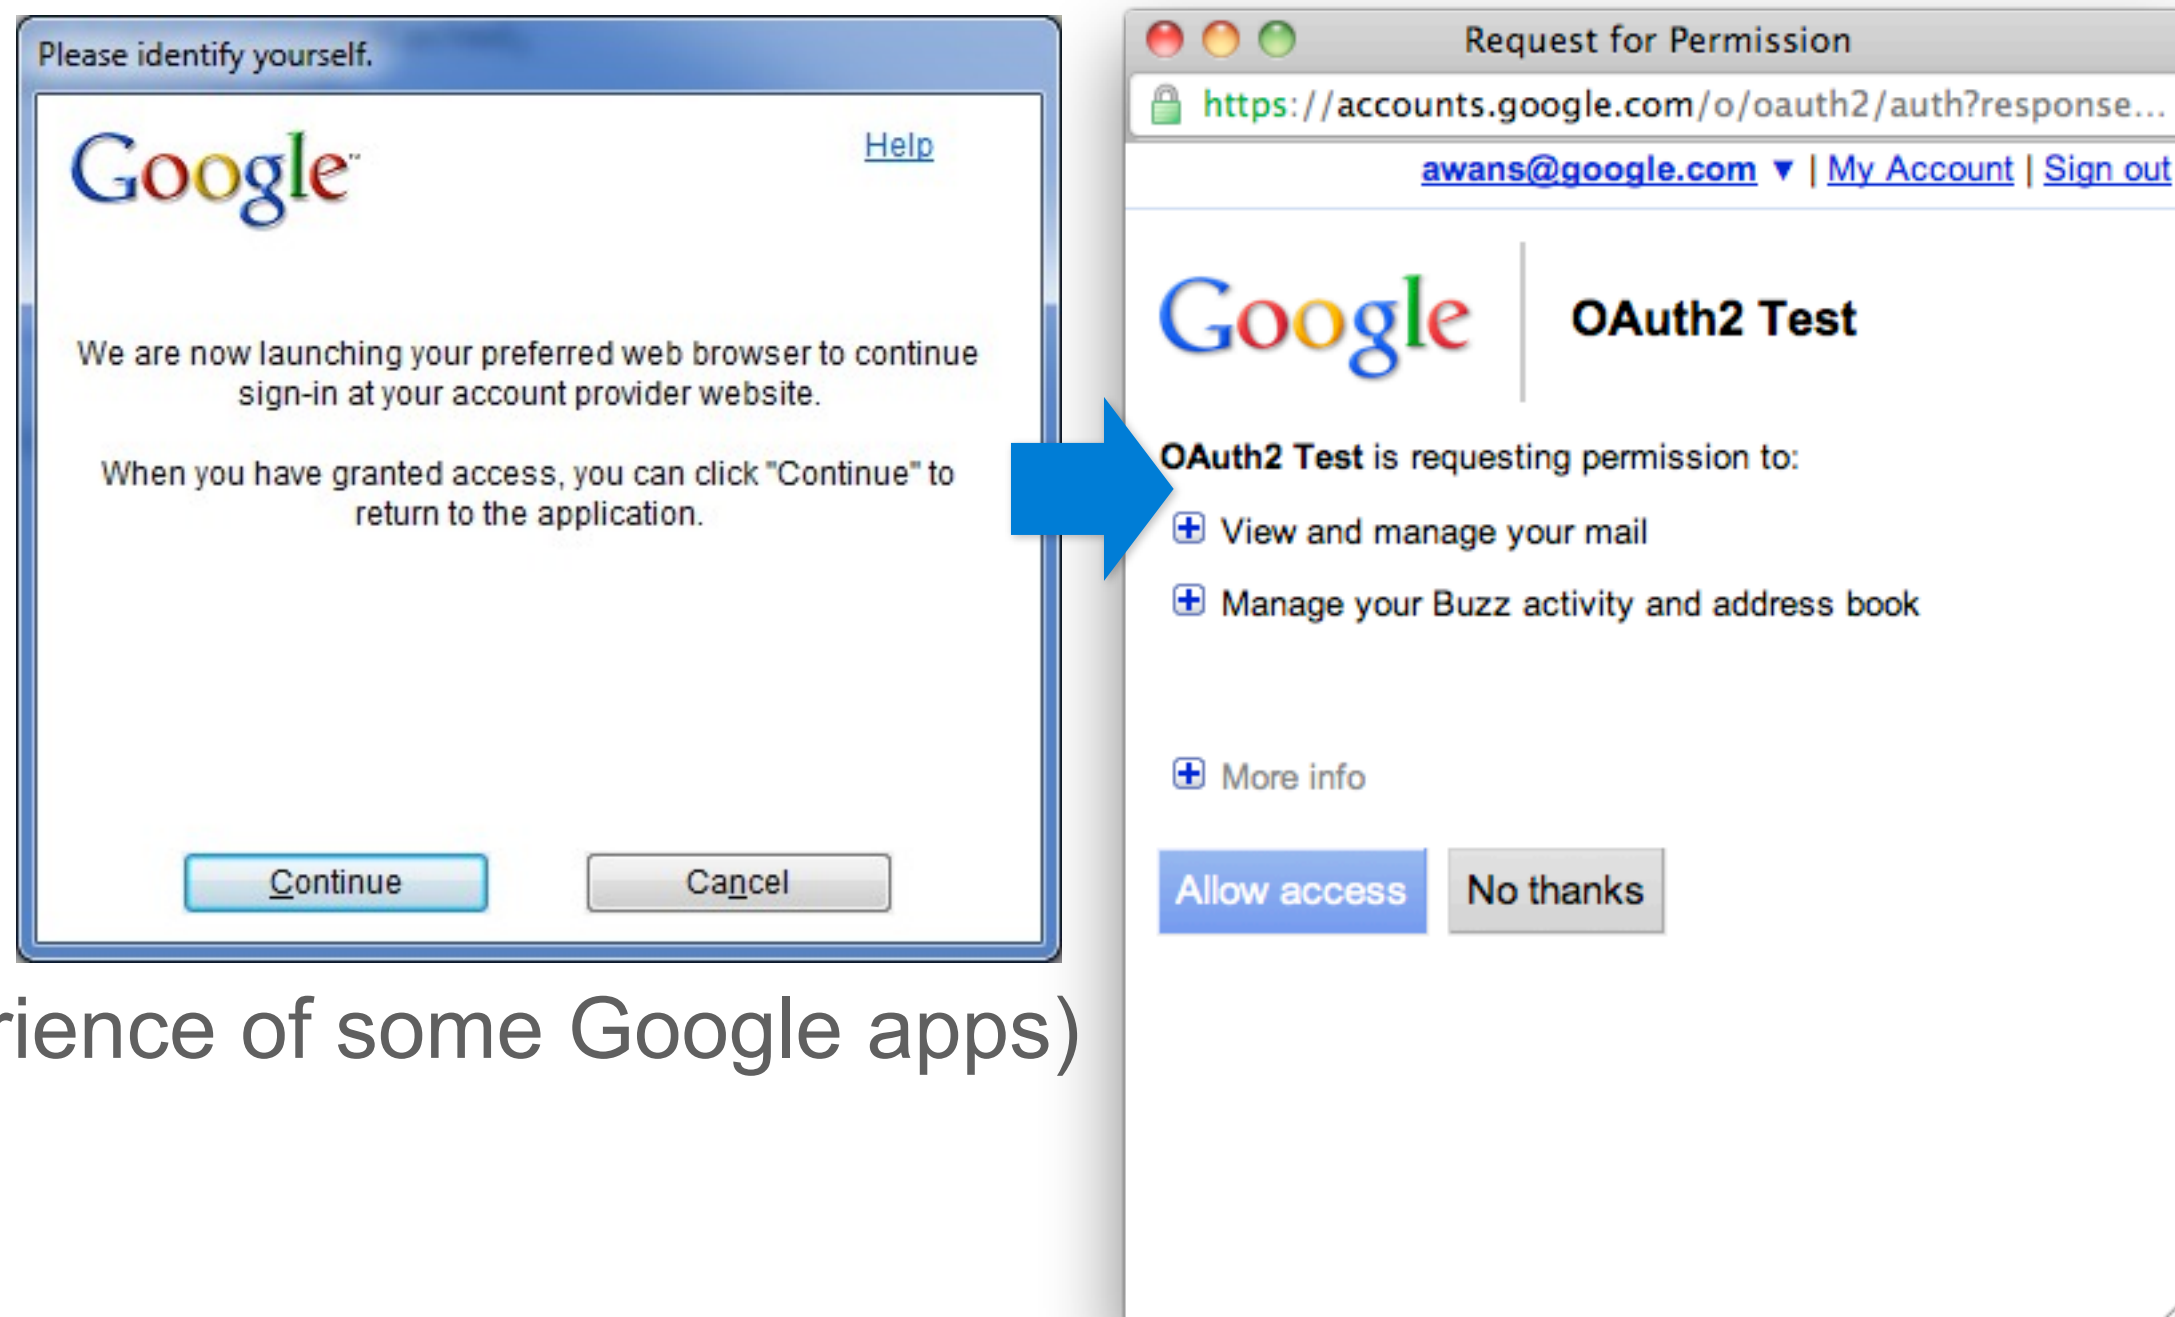 Please identify yourself.
Google™
Help
We are now launching your preferred web browser to continue
sign-in at your account provider website.
When you have granted access, you can click "Continue" to
return to the application.
Continue
Cancel
rience of some Google apps)
Request for Permission
https://accounts.google.com/o/oauth2/auth?response...
awans@google.com ▼ | My Account | Sign out
Google
OAuth2 Test
OAuth2 Test is requesting permission to:
View and manage your mail
Manage your Buzz activity and address book
More info
Allow access
No thanks